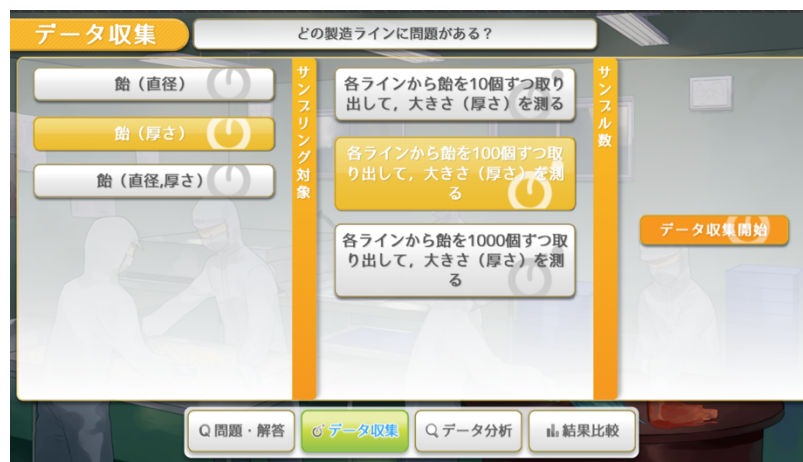 データ収集
どの製造ラインに問題がある？
飴（直径）
飴（厚さ）
飴（直径,厚さ）
サンプリング対象
各ラインから飴を10個ずつ取り
出して，大きさ（厚さ）を測る
各ラインから飴を100個ずつ取
り出して，大きさ（厚さ）を測
る
各ラインから飴を1000個ずつ取
り出して，大きさ（厚さ）を測
る
サンプル数
データ収集開始
Q問題・解答
データ収集
データ分析
結果比較